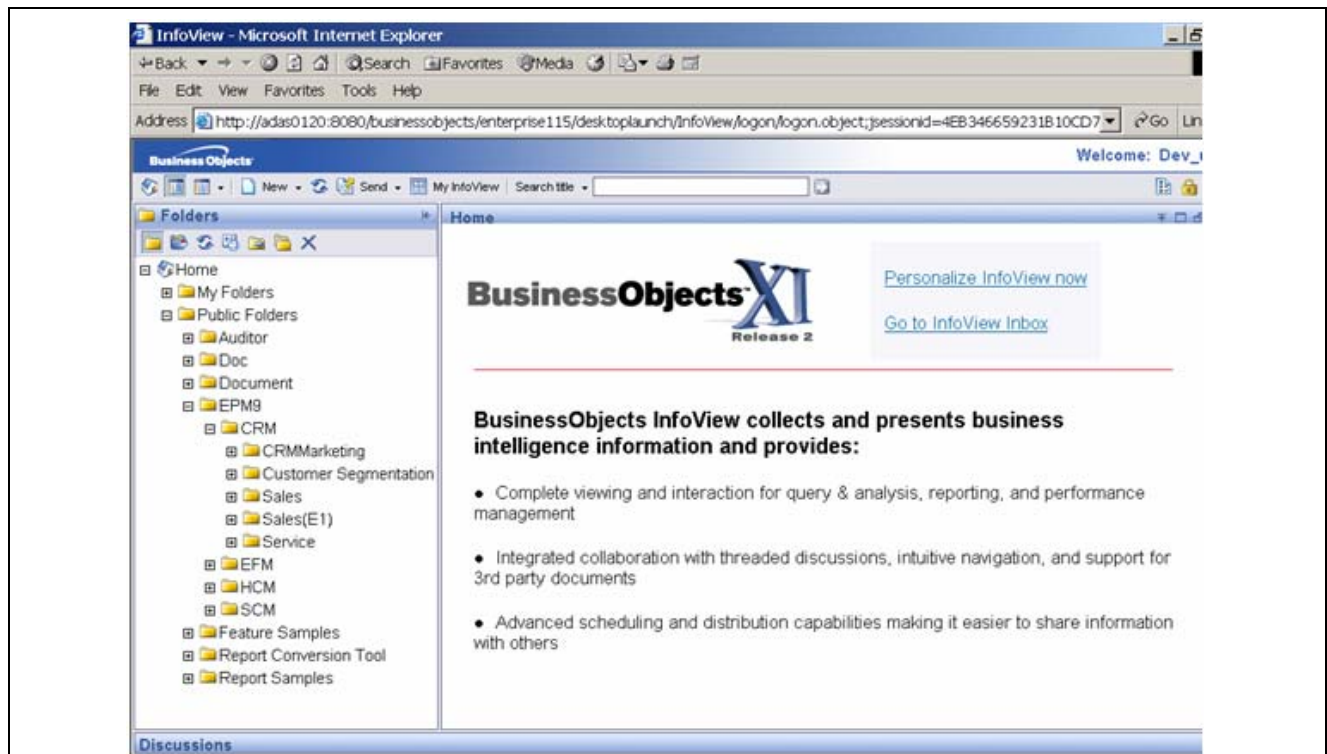 InfoView - Microsoft Internet Explorer
Back Search Favorites Media
File Edit View Favorites Tools Help
Address http://adas0120:8080/businessobjects/enterprise115/desktoplaunch/InfoView/logon/logon.object;jsessionid=4EB346659231B10CD7 Go Lin
Business Objects Welcome: Dev_
New Send My InfoView Search title
Folders
Home
Home
My Folders
Public Folders
Auditor
Doc
Document
EPM9
CRM
CRMMarketing
Customer Segmentation
Sales
Sales(E1)
Service
EFM
HCM
SCM
Feature Samples
Report Conversion Tool
Report Samples
BusinessObjects XI
Release 2
Personalize InfoView now
Go to InfoView Inbox
BusinessObjects InfoView collects and presents business
intelligence information and provides:
● Complete viewing and interaction for query & analysis, reporting, and performance
management
● Integrated collaboration with threaded discussions, intuitive navigation, and support for
3rd party documents
● Advanced scheduling and distribution capabilities making it easier to share information
with others
Discussions